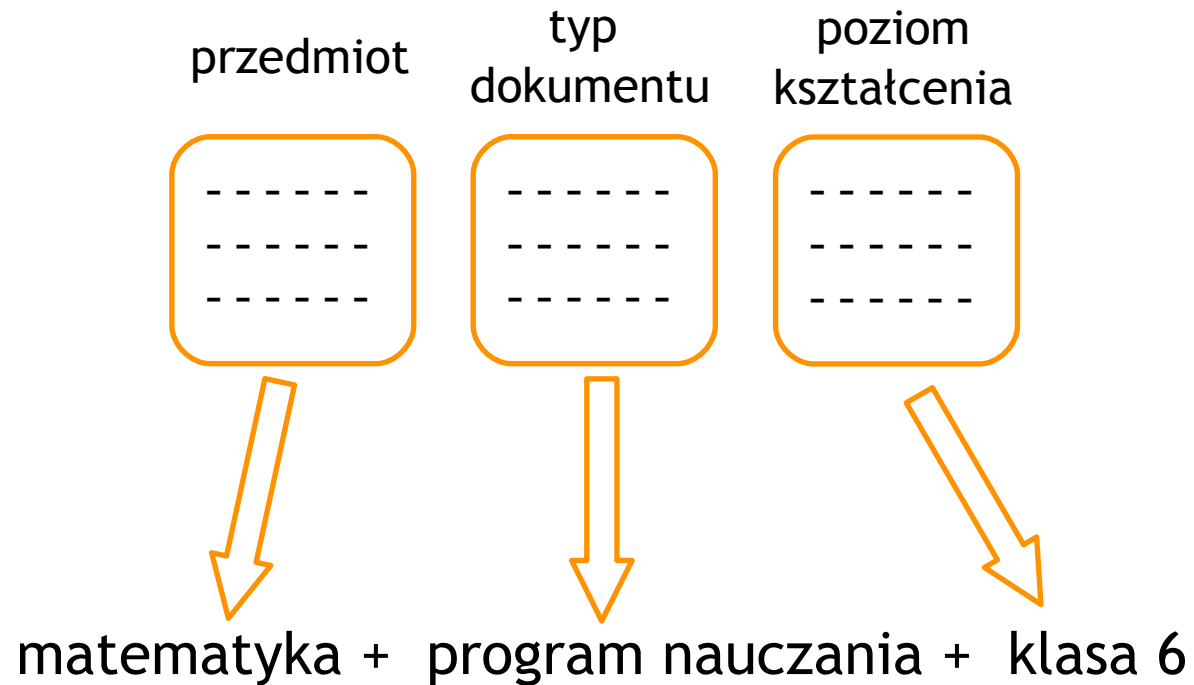 przedmiot
typ
dokumentu
poziom
kształcenia
- - - - - -
- - - - - -
- - - - - -
- - - - - -
- - - - - -
- - - - - -
- - - - - -
- - - - - -
- - - - - -
matematyka + program nauczania + klasa 6